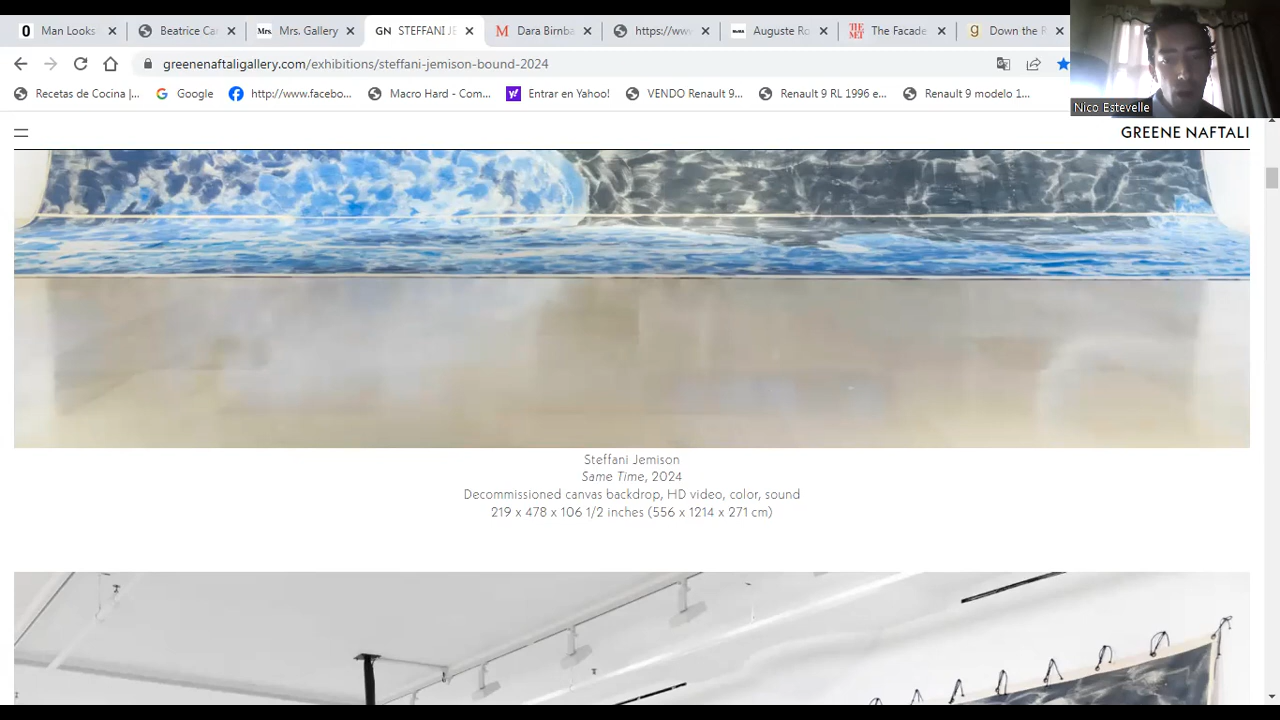 Man Looks
Beatrice Ca
Mrs.
Mrs. Gallery
GN
STEFFANI JE
Dara Birnba
https://ww
Auguste Ro
The Facade
Down the R
greenenaftaligallery.com/exhibitions/steffani-jemison-bound-2024
Recetas de Cocina |...
Google
http://www.facebo...
Macro Hard - Com...
Entrar en Yahoo!
VENDO Renault 9...
Renault 9 RL 1996 e...
Renault 9 modelo 1...
Nico Estevelle
GREENE NAFTALI
Steffani Jemison
Same Time, 2024
Decommissioned canvas backdrop, HD video, color, sound
219 x 478 x 106 1/2 inches (556 x 1214 x 271 cm)